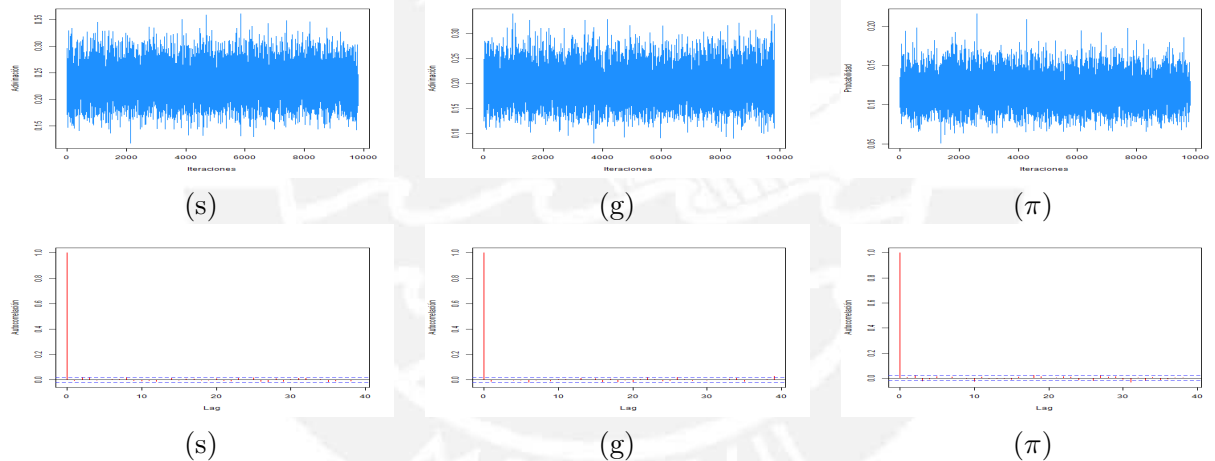 0.15 0.20 0.25 0.30 0.35
Adivinación
0 2000 4000 6000 8000 10000
Iteraciones
(s)
0.10 0.15 0.20 0.25 0.30
Adivinación
0 2000 4000 6000 8000 10000
Iteraciones
(g)
0.05 0.10 0.15 0.20
Probabilidad
0 2000 4000 6000 8000 10000
Iteraciones
(π)
0.0 0.2 0.4 0.6 0.8 1.0
Autocorrelación
0 10 20 30 40
Lag
(s)
0.0 0.2 0.4 0.6 0.8 1.0
Autocorrelación
0 10 20 30 40
Lag
(g)
0.0 0.2 0.4 0.6 0.8 1.0
Autocorrelación
0 10 20 30 40
Lag
(π)